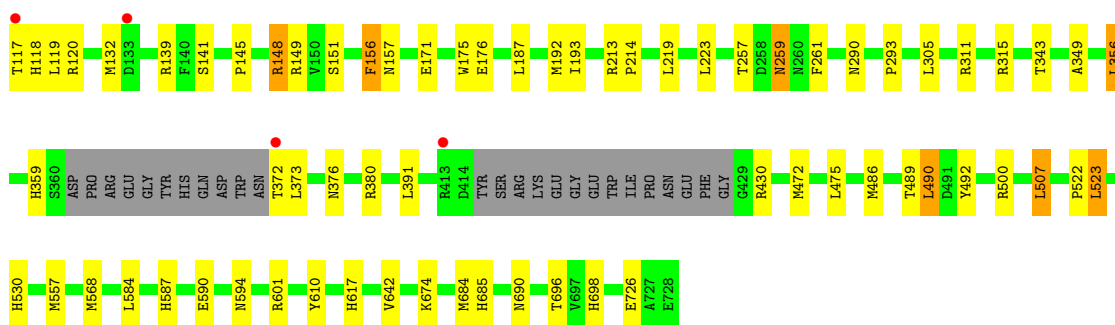 T117 H118 L119 R120 M132 D133 R139 F140 S141 P145 R148 R149 V150 S151 F156 N157 E171 W175 E176 L187 M192 I193 R213 P214 L219 L223 T257 D258 N259 N260 F261 N290 P293 L305 R311 R315 T343 A349 L356
H359 S360 ASP PRO ARG GLU GLY TYR HIS GLN ASP TRP ASN T372 L373 N376 R380 L391 R413 D414 TYR SER ARG LYS GLU GLY GLU TRP ILE PRO ASN GLU PHE GLY G429 R430 M472 L475 M486 T489 L490 D491 Y492 R500 L507 P522 L523
H530 M557 M568 L584 H587 E590 N594 R601 Y610 H617 V642 K674 M684 H685 N690 T696 V697 H698 E726 A727 E728